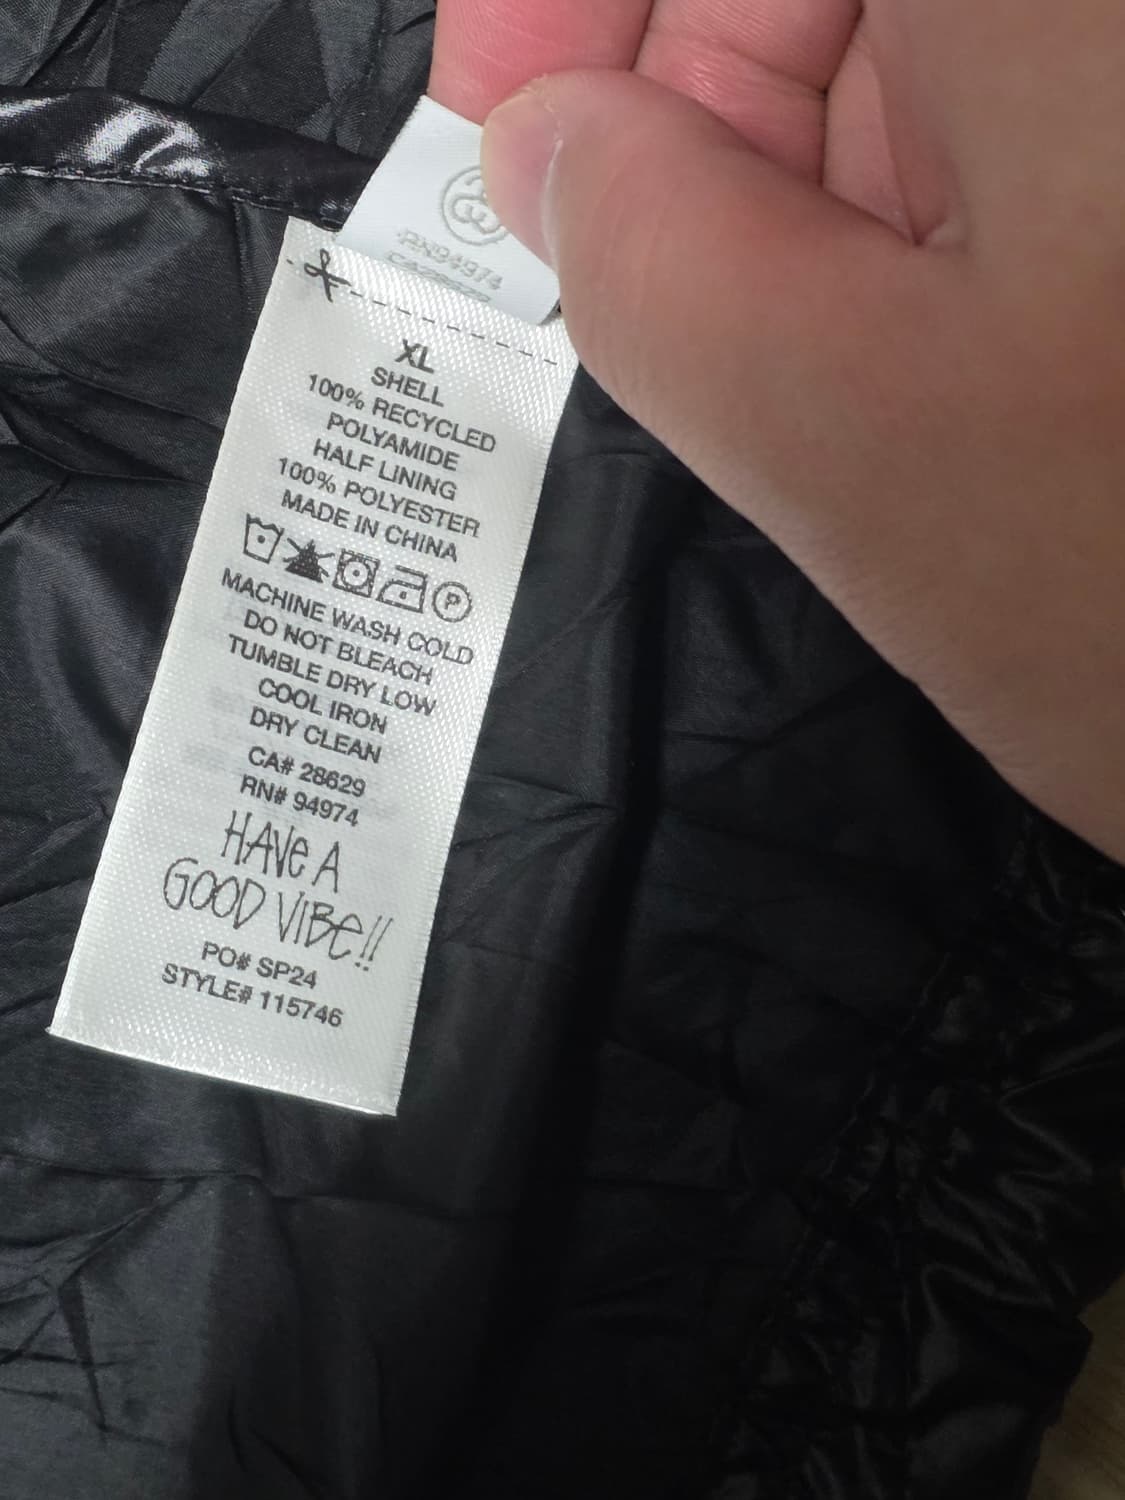 RN94974
XL
SHELL
100% RECYCLED
POLYAMIDE
HALF LINING
100% POLYESTER
MADE IN CHINA
P
MACHINE WASH COLD
DO NOT BLEACH
TUMBLE DRY LOW
COOL IRON
DRY CLEAN
CA# 28629
RN# 94974
HAVe A
GOOD VIBe!!
PO# SP24
STYLE# 115746